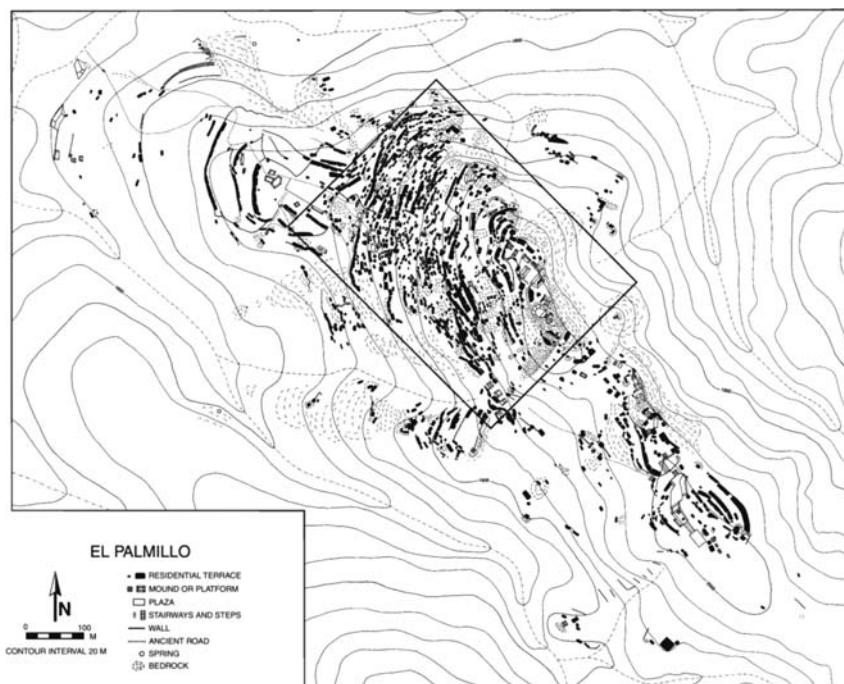 EL PALMILLO
RESIDENTIAL TERRACE
MOUND OR PLATFORM
PLAZA
STAIRWAYS AND STEPS
WALL
ANCIENT ROAD
SPRING
BEDROCK
N
0 100
M
CONTOUR INTERVAL 20 M